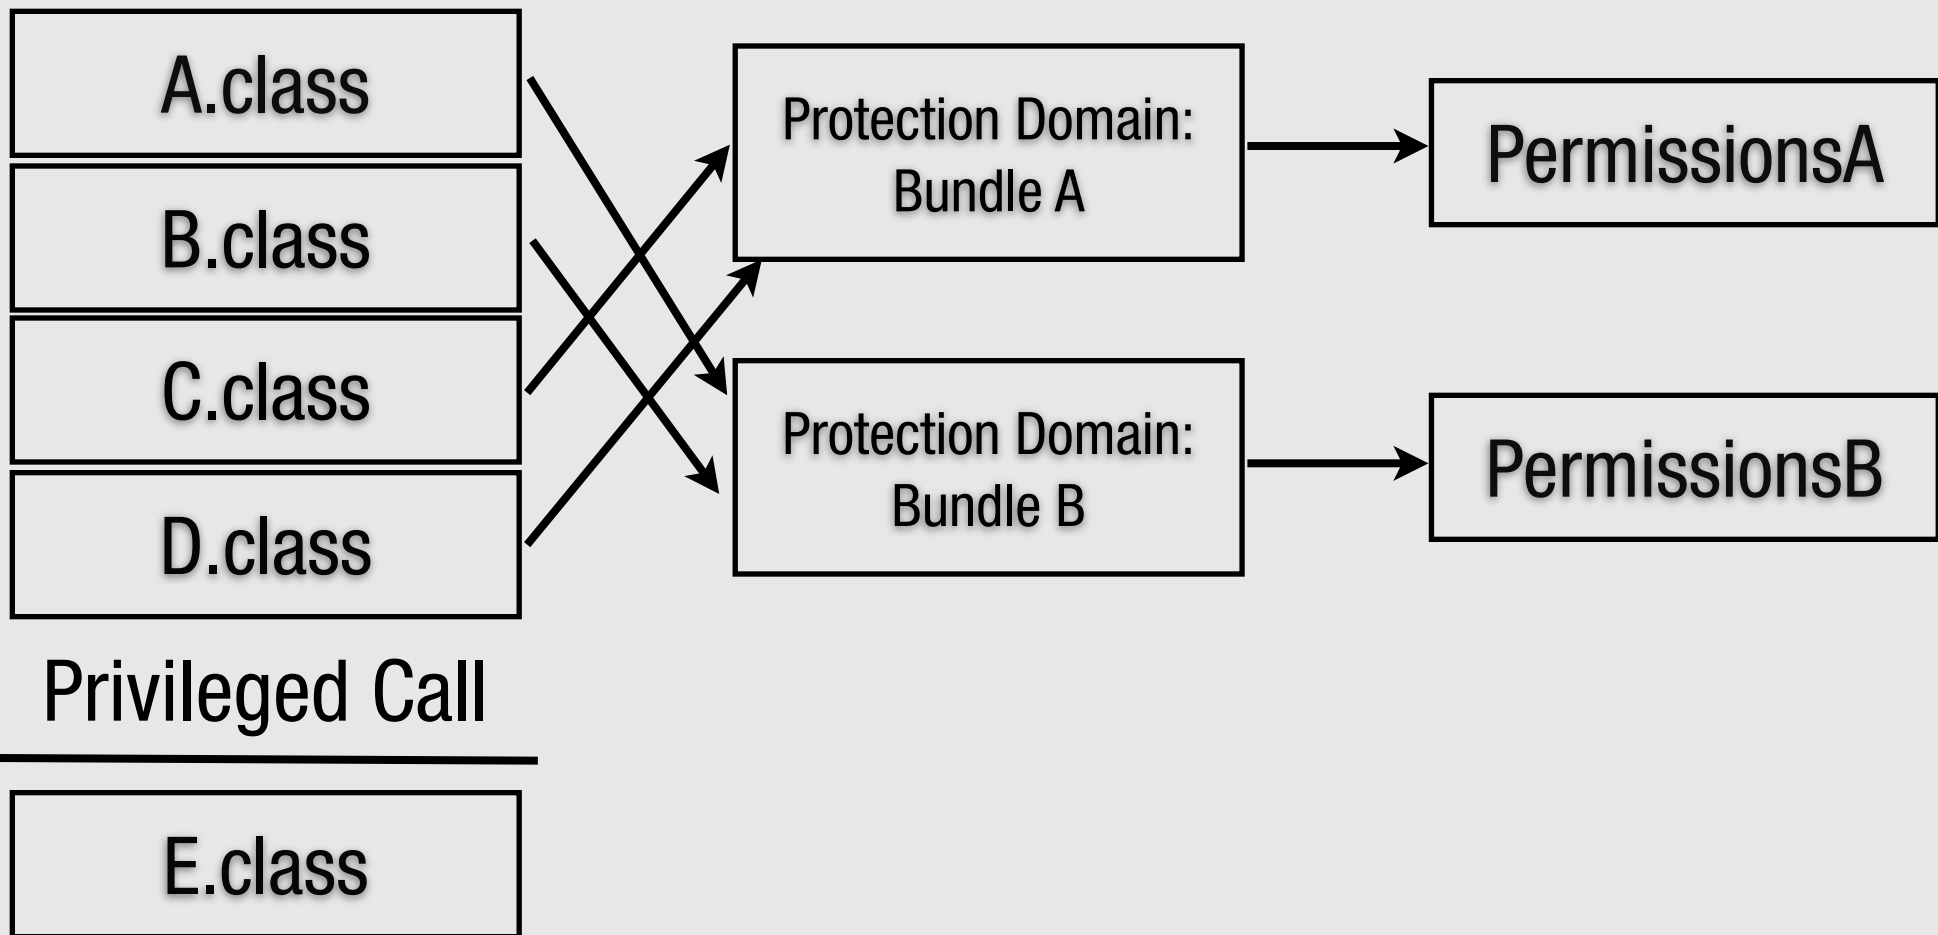 A.class
B.class
C.class
D.class
Privileged Call
E.class
Protection Domain:
Bundle A
Protection Domain:
Bundle B
PermissionsA
PermissionsB